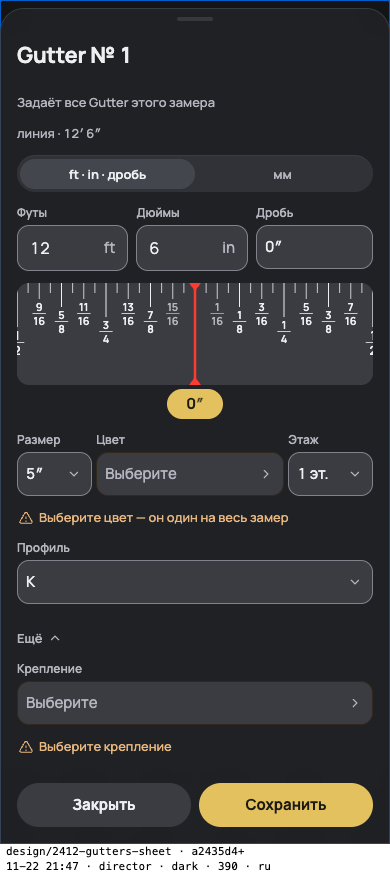 Gutter № 1
Задаёт все Gutter этого замера
линия · 12′ 6″
ft · in · дробь мм
Футы Дюймы Дробь
12 ft 6 in 0″
9/16 5/8 11/16 3/4 13/16 7/8 15/16 1/16 1/8 3/16 1/4 5/16 3/8 7/16
0″
Размер Цвет Этаж
5″ Выберите 1 эт.
Выберите цвет — он один на весь замер
Профиль
K
Ещё
Крепление
Выберите
Выберите крепление
Закрыть Сохранить
design/2412-gutters-sheet · a2435d4+
11-22 21:47 · director · dark · 390 · ru